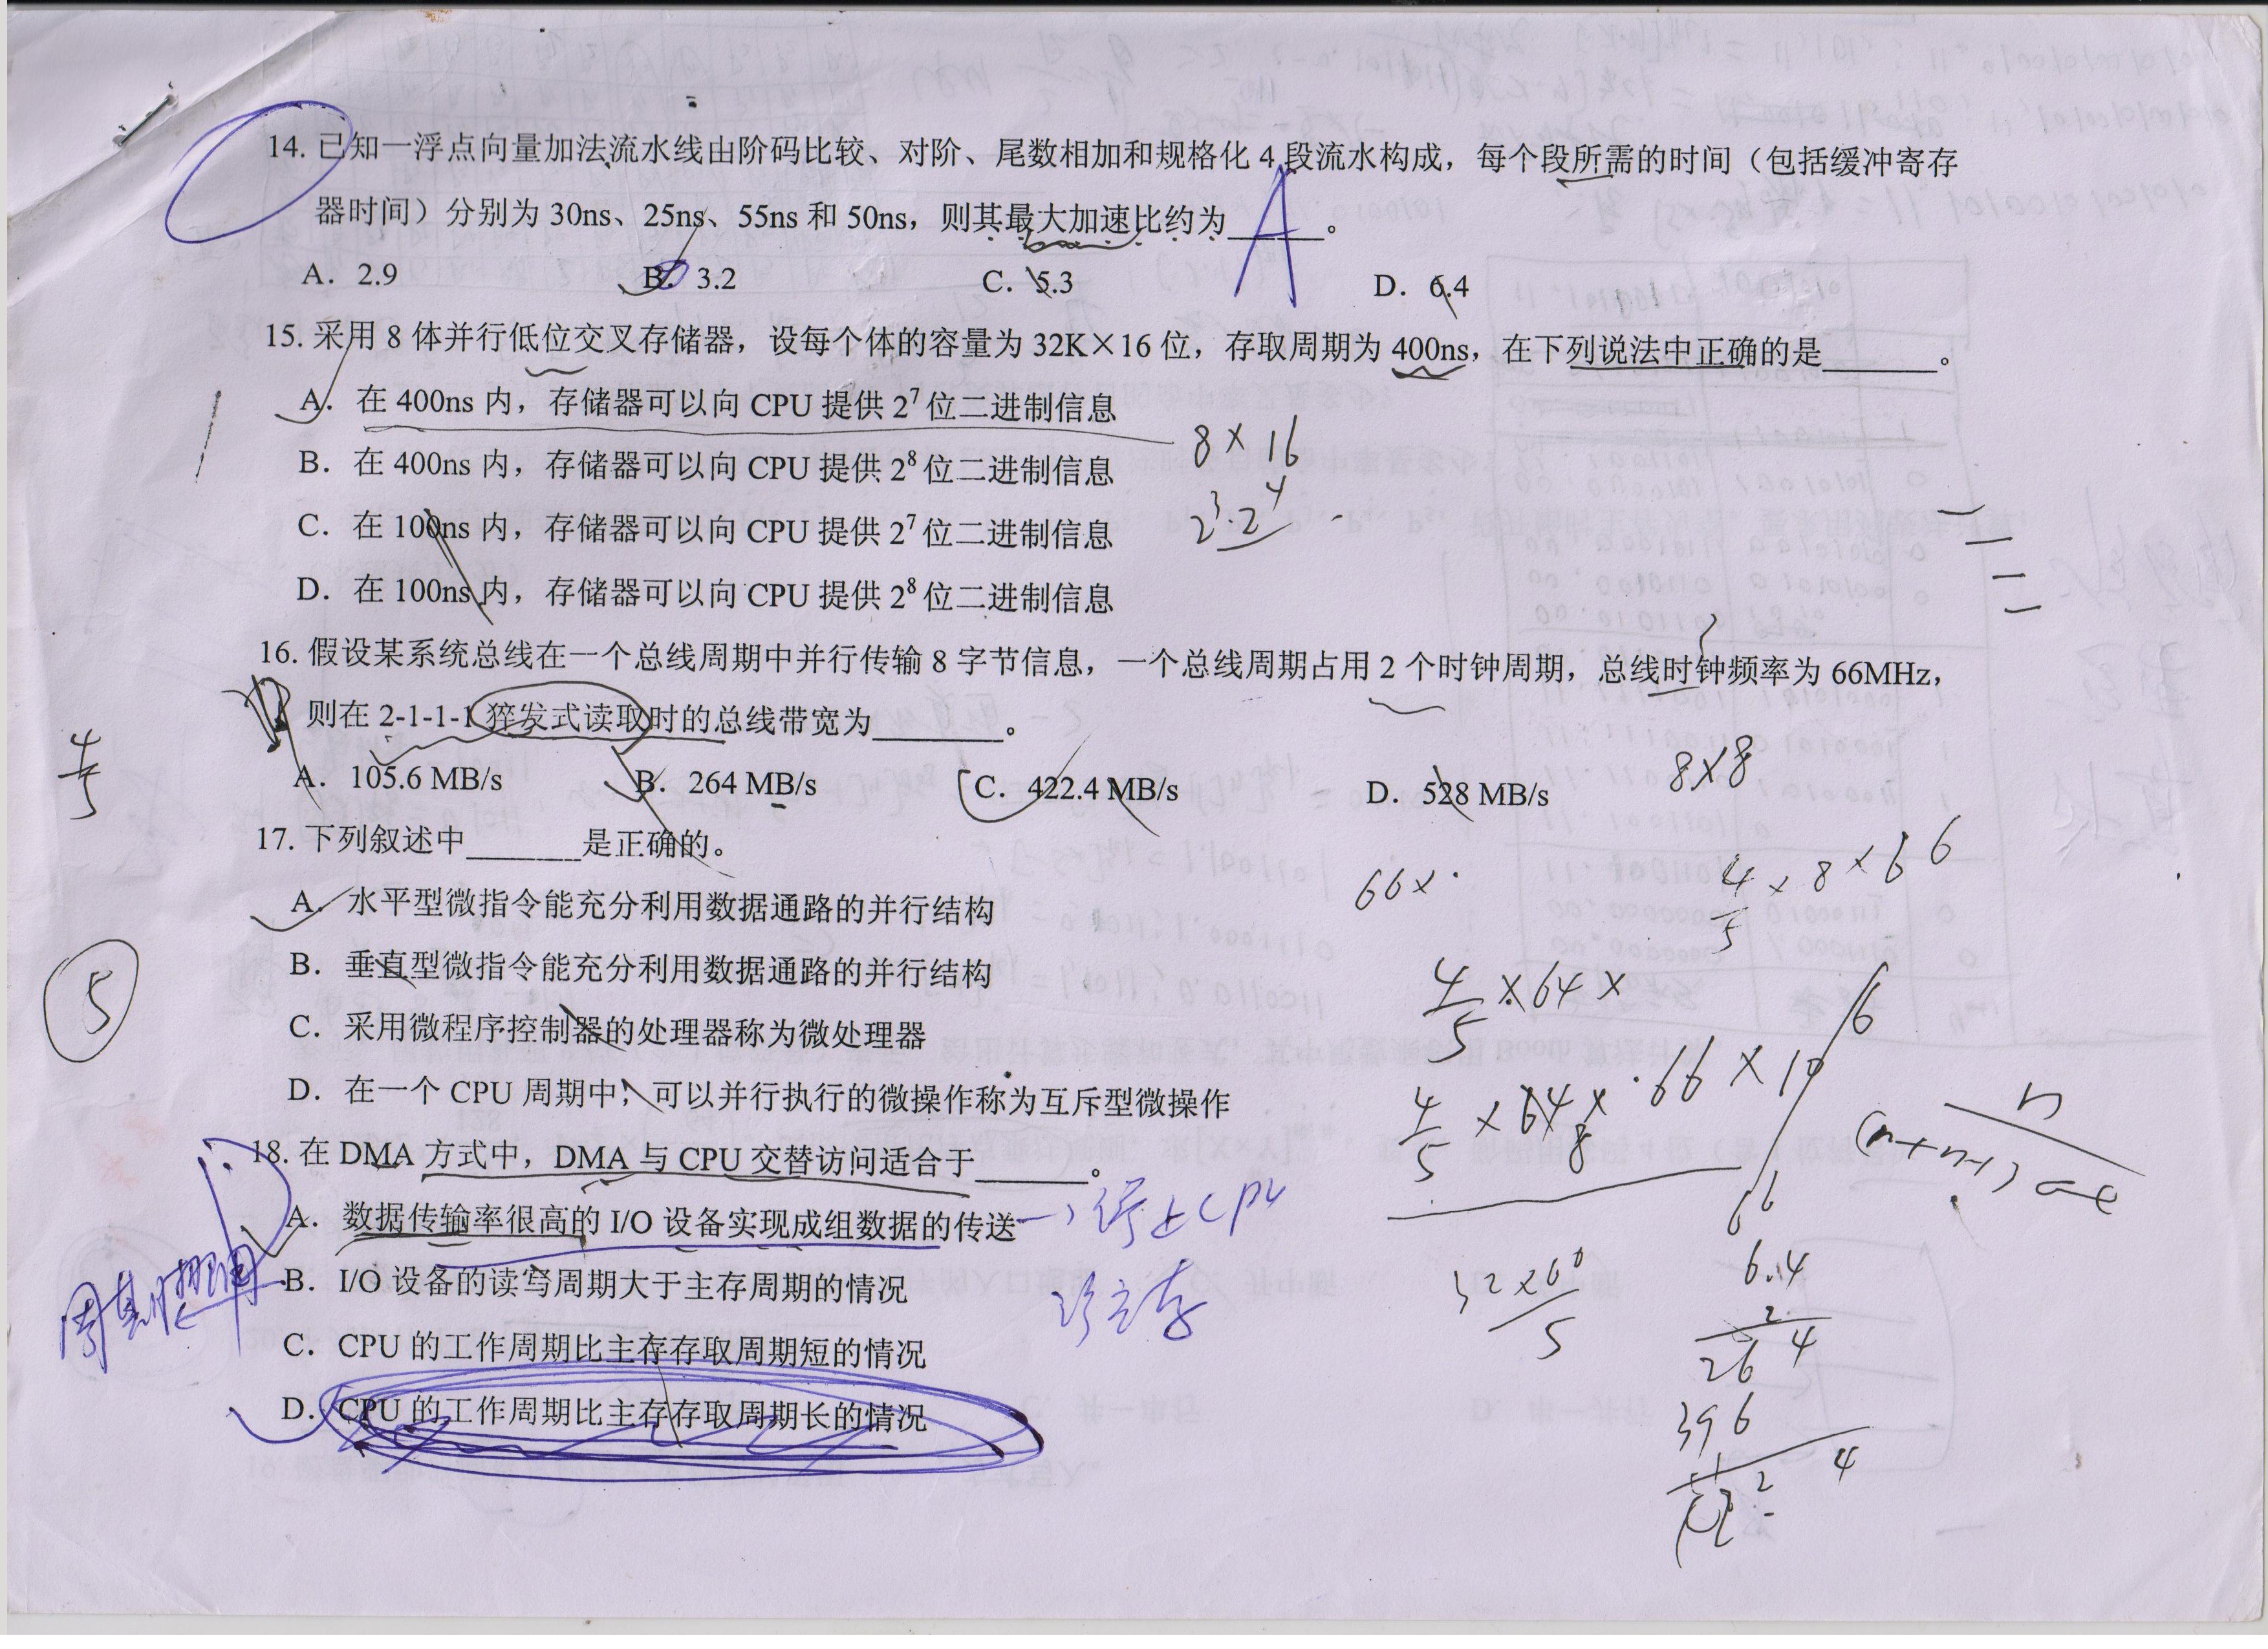 14. 已知一浮点向量加法流水线由阶码比较、对阶、尾数相加和规格化 4 段流水构成，每个段所需的时间（包括缓冲寄存
器时间）分别为 30ns、25ns、55ns 和 50ns，则其最大加速比约为______。
A
A．2.9 B．3.2 C．5.3 D．6.4
15. 采用 8 体并行低位交叉存储器，设每个体的容量为 32K×16 位，存取周期为 400ns，在下列说法中正确的是______。
A．在 400ns 内，存储器可以向 CPU 提供 2⁷ 位二进制信息
8×16
B．在 400ns 内，存储器可以向 CPU 提供 2⁸ 位二进制信息
2³·2⁴
C．在 100ns 内，存储器可以向 CPU 提供 2⁷ 位二进制信息
D．在 100ns 内，存储器可以向 CPU 提供 2⁸ 位二进制信息
16. 假设某系统总线在一个总线周期中并行传输 8 字节信息，一个总线周期占用 2 个时钟周期，总线时钟频率为 66MHz，
则在 2-1-1-1 猝发式读取时的总线带宽为______。
A．105.6 MB/s B．264 MB/s C．422.4 MB/s D．528 MB/s
8×8
4/5
17. 下列叙述中______是正确的。
66×
4/5 × 8 × 66
A．水平型微指令能充分利用数据通路的并行结构
B．垂直型微指令能充分利用数据通路的并行结构
4/5 × 64 ×
5
C．采用微程序控制器的处理器称为微处理器
D．在一个 CPU 周期中，可以并行执行的微操作称为互斥型微操作
4/5 × 64 × 66 × 10⁶
8
18. 在 DMA 方式中，DMA 与 CPU 交替访问适合于______。
D
A．数据传输率很高的 I/O 设备实现成组数据的传送
停止CPU
66
6.4
B．I/O 设备的读写周期大于主存周期的情况
周期挪用
访主存
32×66/5
2
264
C．CPU 的工作周期比主存存取周期短的情况
D．CPU 的工作周期比主存存取周期长的情况
396
4